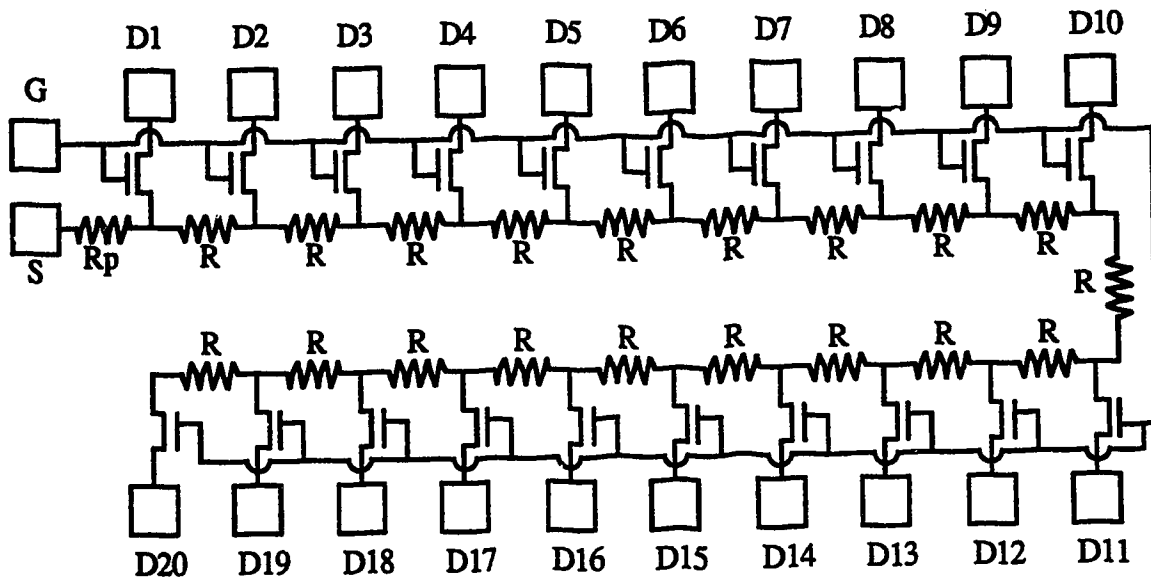 D1 D2 D3 D4 D5 D6 D7 D8 D9 D10
G
S
Rp R R R R R R R R R
R
R R R R R R R R R
D20 D19 D18 D17 D16 D15 D14 D13 D12 D11